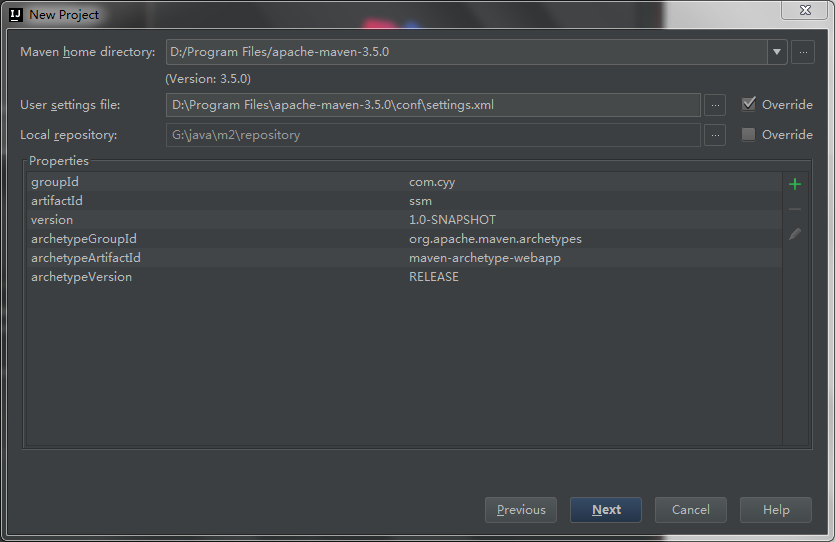 IJ New Project
Maven home directory: D:/Program Files/apache-maven-3.5.0 ...
(Version: 3.5.0)
User settings file: D:\Program Files\apache-maven-3.5.0\conf\settings.xml ... Override
Local repository: G:\java\m2\repository ... Override
Properties
groupId com.cyy
artifactId ssm
version 1.0-SNAPSHOT
archetypeGroupId org.apache.maven.archetypes
archetypeArtifactId maven-archetype-webapp
archetypeVersion RELEASE
Previous Next Cancel Help